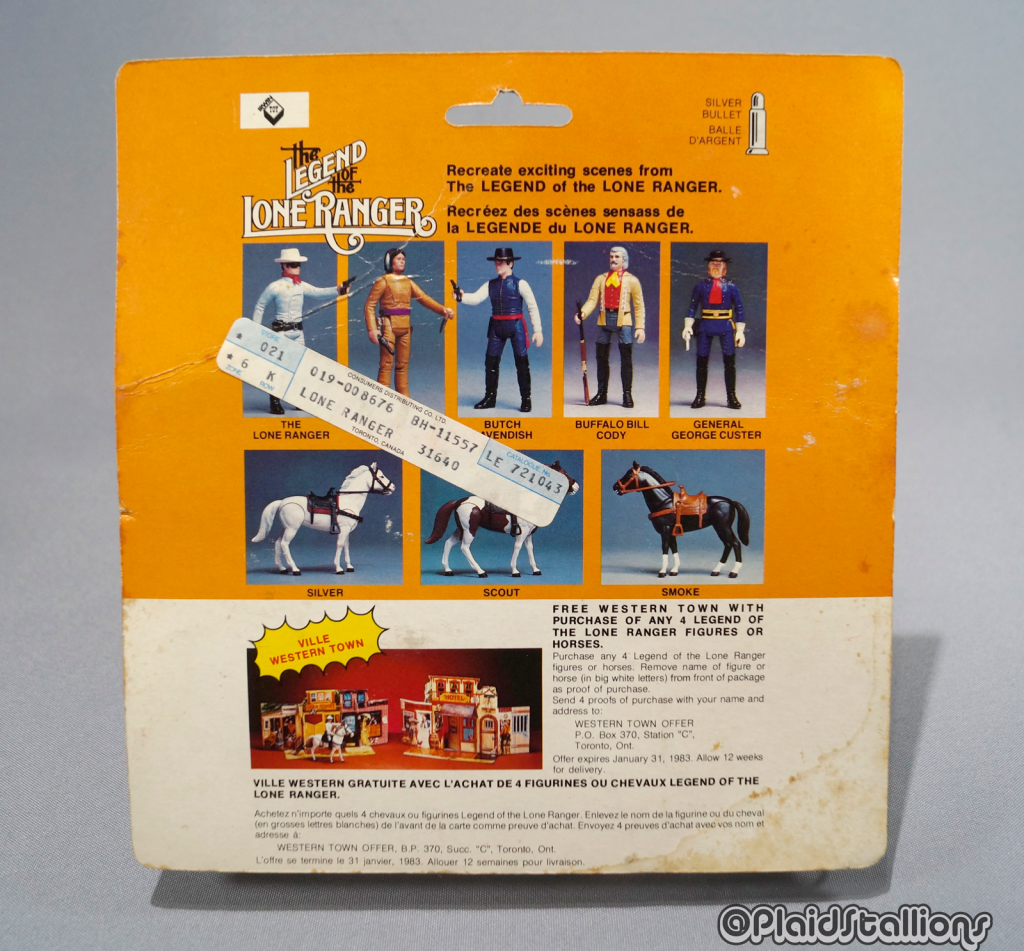 IRWIN
TOY
the
LEGEND
OF
the
LONE RANGER
SILVER
BULLET
BALLE
D'ARGENT
Recreate exciting scenes from
The LEGEND of the LONE RANGER.
Recréez des scènes sensass de
la LEGENDE du LONE RANGER.
THE
LONE RANGER
BUTCH
AVENDISH
BUFFALO BILL
CODY
GENERAL
GEORGE CUSTER
* 021
* 6 K
ZONE ROW
CONSUMERS DISTRIBUTING CO. LTD.
019-008676 BH-11557
LONE RANGER 31640
TORONTO, CANADA
CATALOGUE No.
LE 721043
SILVER
SCOUT
SMOKE
VILLE
WESTERN TOWN
HOTEL
FREE WESTERN TOWN WITH
PURCHASE OF ANY 4 LEGEND OF
THE LONE RANGER FIGURES OR
HORSES.
Purchase any 4 Legend of the Lone Ranger
figures or horses. Remove name of figure or
horse (in big white letters) from front of package
as proof of purchase.
Send 4 proofs of purchase with your name and
address to:
WESTERN TOWN OFFER
P.O. Box 370, Station "C",
Toronto, Ont.
Offer expires January 31, 1983. Allow 12 weeks
for delivery.
VILLE WESTERN GRATUITE AVEC L'ACHAT DE 4 FIGURINES OU CHEVAUX LEGEND OF THE
LONE RANGER.
Achetez n'importe quels 4 chevaux ou figurines Legend of the Lone Ranger. Enlevez le nom de la figurine ou du cheval
(en grosses lettres blanches) de l'avant de la carte comme preuve d'achat. Envoyez 4 preuves d'achat avec vos nom et
adresse à:
WESTERN TOWN OFFER, B.P. 370, Succ. "C", Toronto, Ont.
L'offre se termine le 31 janvier, 1983. Allouer 12 semaines pour livraison.
©PlaidStallions